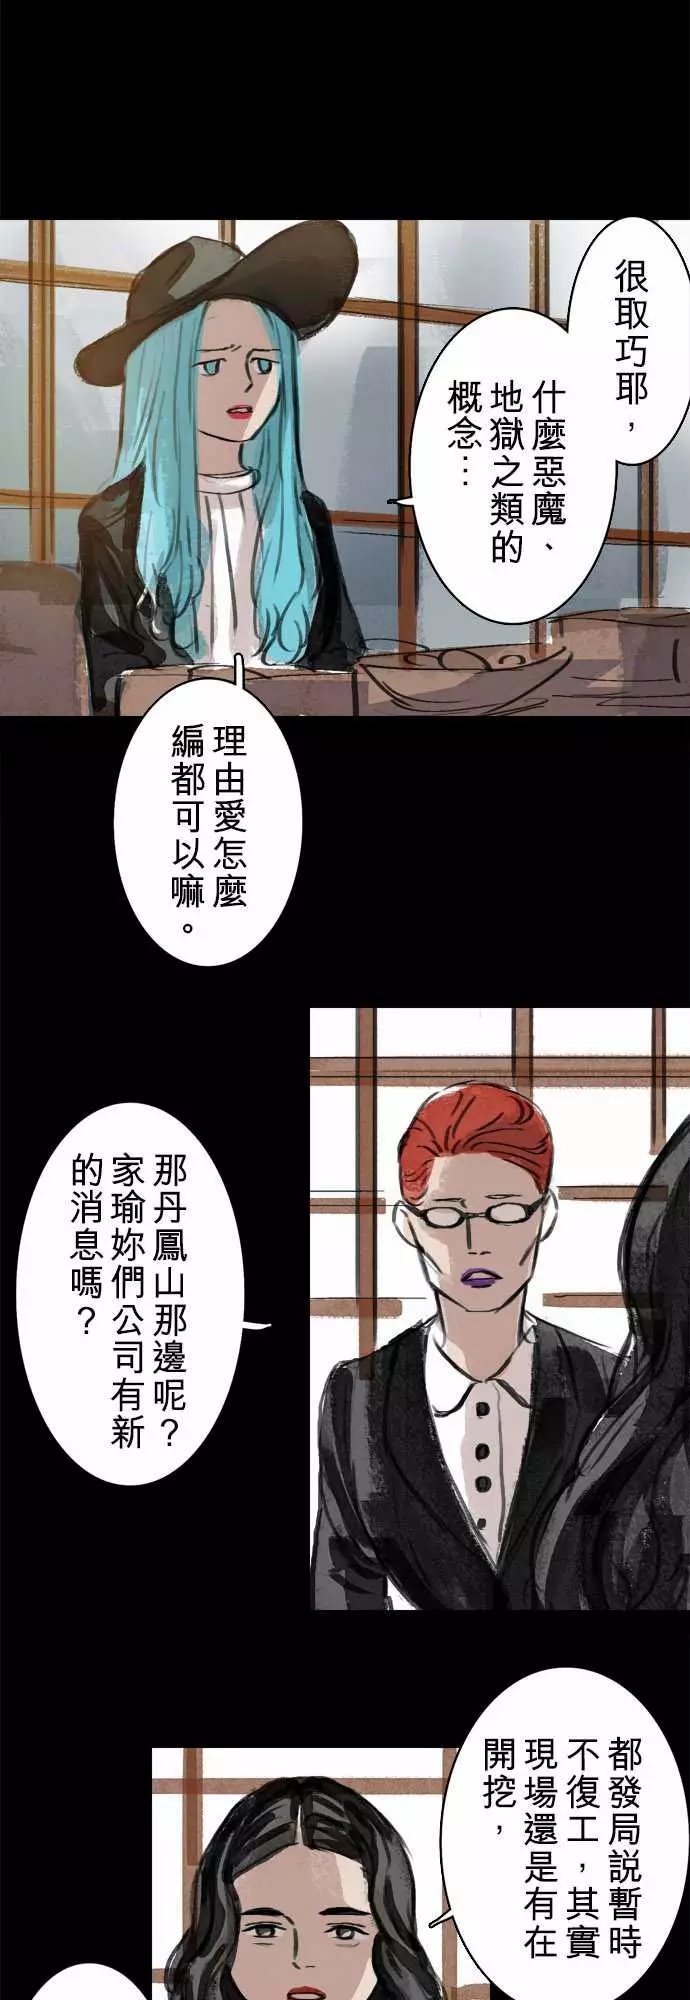 很取巧耶，
什麼惡魔、
地獄之類的
概念…
理由愛怎麼
編都可以嘛。
那丹鳳山那邊呢？
家瑜妳們公司有新
的消息嗎？
都發局說暫時
不復工，其實
現場還是有在
開挖，